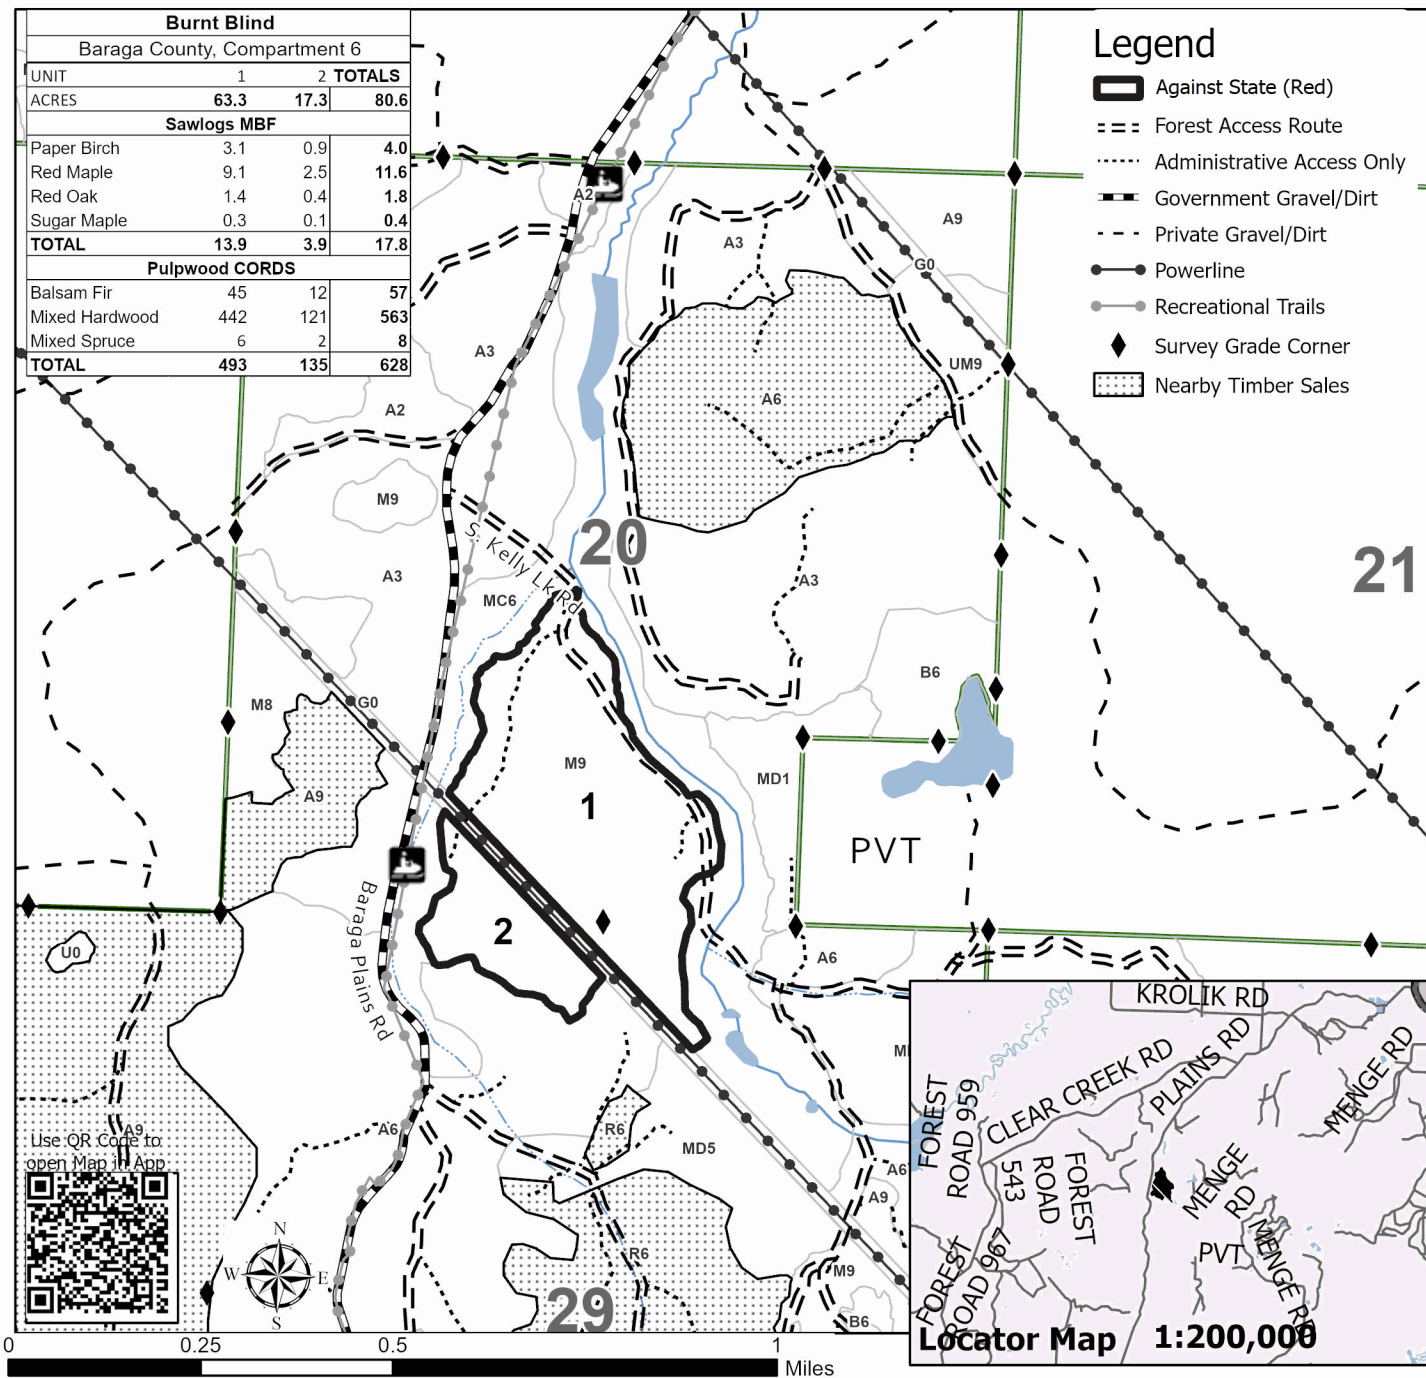 Burnt Blind
Baraga County, Compartment 6
UNIT 1 2 TOTALS
ACRES 63.3 17.3 80.6
Sawlogs MBF
Paper Birch 3.1 0.9 4.0
Red Maple 9.1 2.5 11.6
Red Oak 1.4 0.4 1.8
Sugar Maple 0.3 0.1 0.4
TOTAL 13.9 3.9 17.8
Pulpwood CORDS
Balsam Fir 45 12 57
Mixed Hardwood 442 121 563
Mixed Spruce 6 2 8
TOTAL 493 135 628
Legend
Against State (Red)
Forest Access Route
Administrative Access Only
Government Gravel/Dirt
Private Gravel/Dirt
Powerline
Recreational Trails
Survey Grade Corner
Nearby Timber Sales
A2
A3
A9
G0
A3
UM9
A2
A6
M9
S. Kelly Lk Rd
20
21
A3
A3
MC6
B6
M8
G0
M9
MD1
A9
1
PVT
2
Baraga Plains Rd
U0
A6
A9
A6
R6
MD5
A6
A9
R6
M9
B6
29
Use QR Code to
open Map in App
N
W E
S
KROLIK RD
CLEAR CREEK RD
PLAINS RD
MENGE RD
FOREST
ROAD 959
543
ROAD
FOREST
MENGE
RD
PVT
MENGE RD
FOREST
ROAD 967
Locator Map 1:200,000
0 0.25 0.5 1
Miles